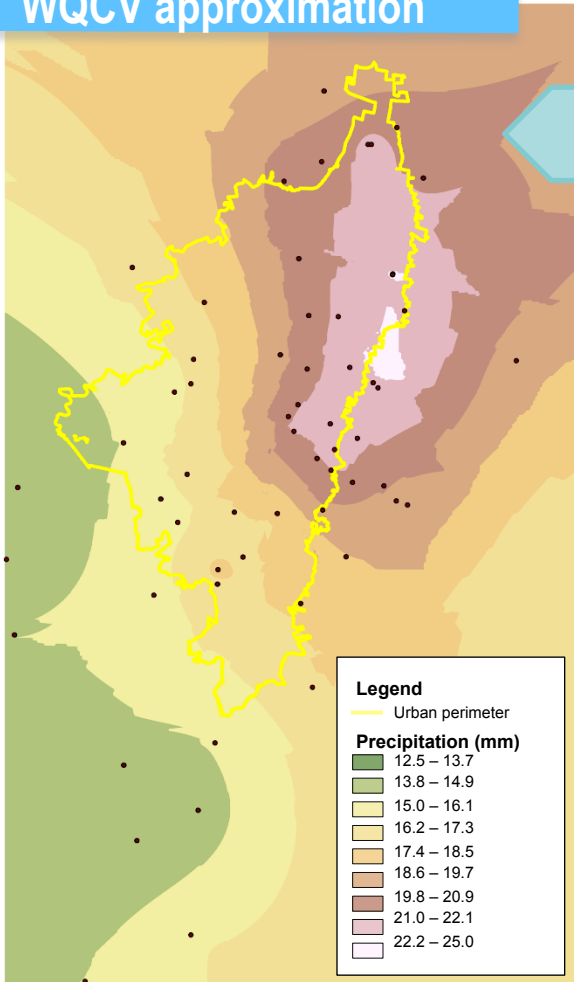 WQCV approximation
Legend
Urban perimeter
Precipitation (mm)
12.5 – 13.7
13.8 – 14.9
15.0 – 16.1
16.2 – 17.3
17.4 – 18.5
18.6 – 19.7
19.8 – 20.9
21.0 – 22.1
22.2 – 25.0